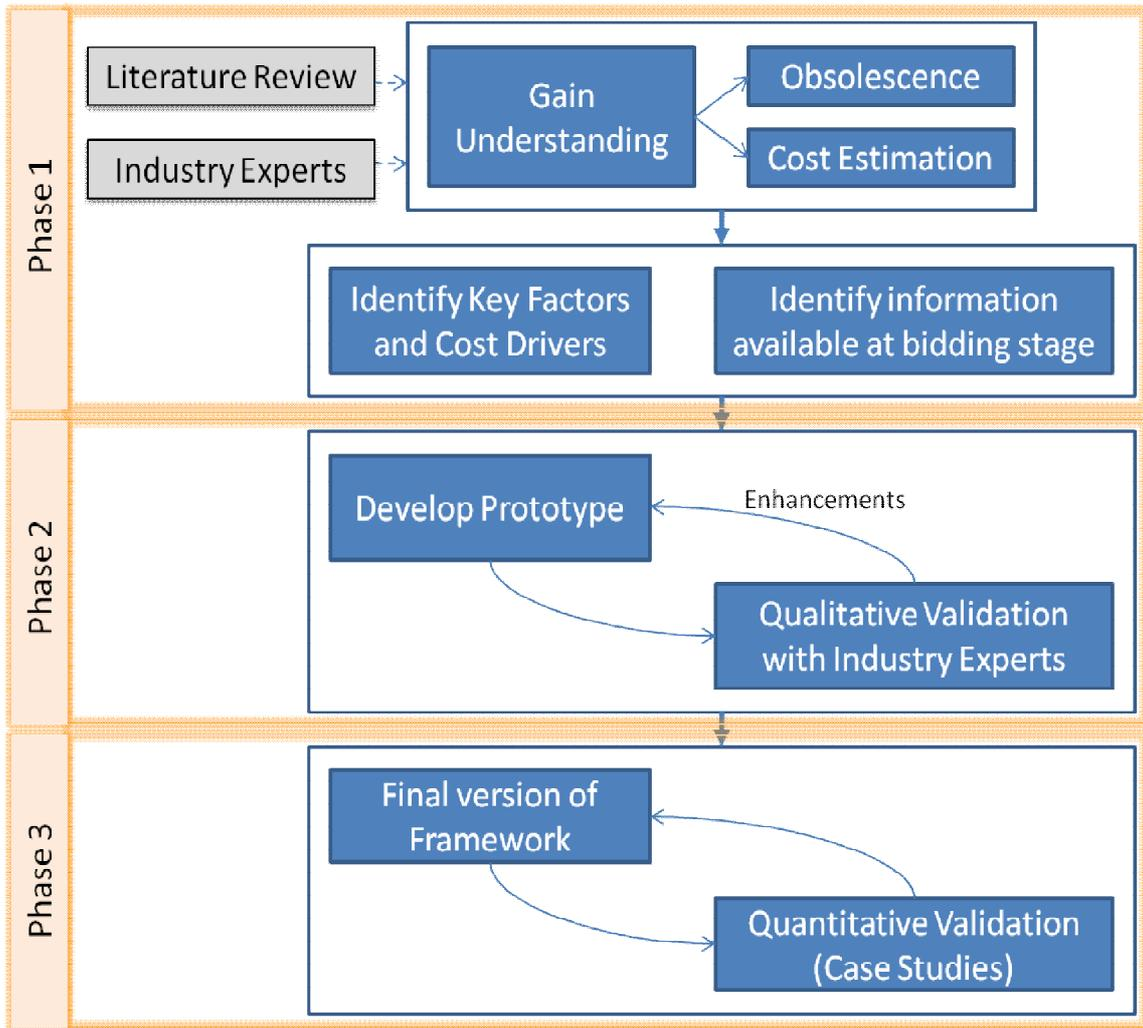 Phase 1
Literature Review
Industry Experts
Gain
Understanding
Obsolescence
Cost Estimation
Identify Key Factors
and Cost Drivers
Identify information
available at bidding stage
Phase 2
Develop Prototype
Enhancements
Qualitative Validation
with Industry Experts
Phase 3
Final version of
Framework
Quantitative Validation
(Case Studies)